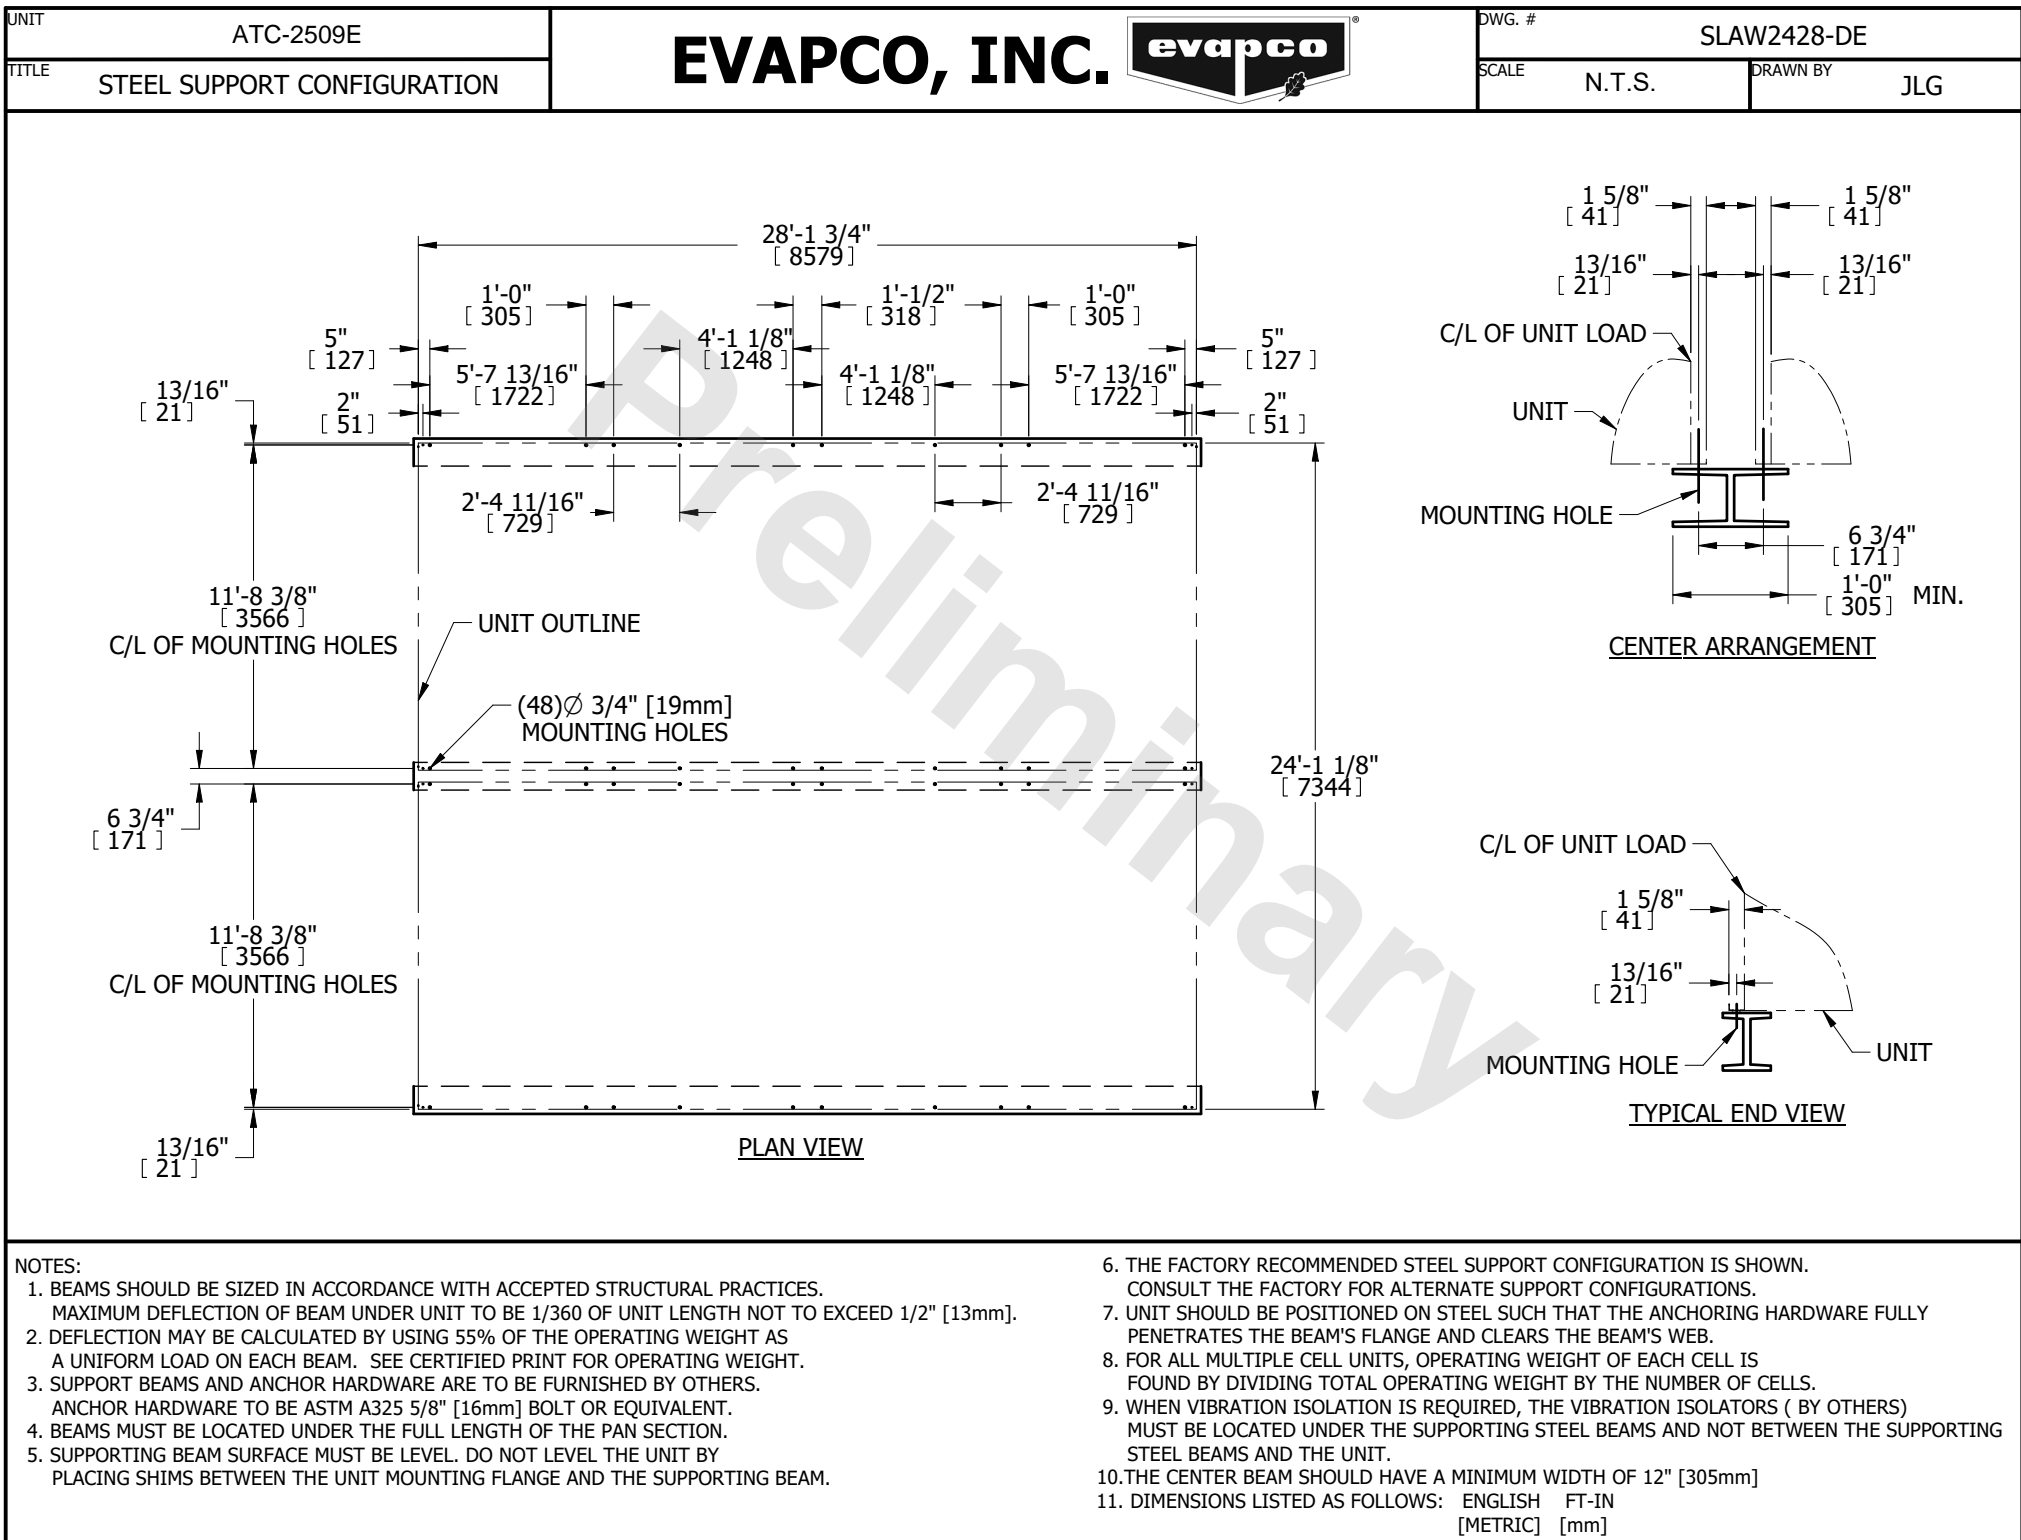 UNIT
ATC-2509E
TITLE
STEEL SUPPORT CONFIGURATION
EVAPCO, INC.
evapco
®
DWG. #
SLAW2428-DE
SCALE
N.T.S.
DRAWN BY
JLG
28'-1 3/4"
[ 8579 ]
1'-0"
[ 305 ]
1'-1/2"
[ 318 ]
1'-0"
[ 305 ]
5"
[ 127 ]
4'-1 1/8"
[ 1248 ]
5"
[ 127 ]
5'-7 13/16"
[ 1722 ]
4'-1 1/8"
[ 1248 ]
5'-7 13/16"
[ 1722 ]
13/16"
[ 21 ]
2"
[ 51 ]
2"
[ 51 ]
2'-4 11/16"
[ 729 ]
2'-4 11/16"
[ 729 ]
11'-8 3/8"
[ 3566 ]
C/L OF MOUNTING HOLES
UNIT OUTLINE
(48)Ø 3/4" [19mm]
MOUNTING HOLES
6 3/4"
[ 171 ]
24'-1 1/8"
[ 7344 ]
11'-8 3/8"
[ 3566 ]
C/L OF MOUNTING HOLES
13/16"
[ 21 ]
PLAN VIEW
Preliminary
1 5/8"
[ 41 ]
1 5/8"
[ 41 ]
13/16"
[ 21 ]
13/16"
[ 21 ]
C/L OF UNIT LOAD
UNIT
MOUNTING HOLE
6 3/4"
[ 171 ]
1'-0"
[ 305 ] MIN.
CENTER ARRANGEMENT
C/L OF UNIT LOAD
1 5/8"
[ 41 ]
13/16"
[ 21 ]
MOUNTING HOLE
UNIT
TYPICAL END VIEW
NOTES:
1. BEAMS SHOULD BE SIZED IN ACCORDANCE WITH ACCEPTED STRUCTURAL PRACTICES.
MAXIMUM DEFLECTION OF BEAM UNDER UNIT TO BE 1/360 OF UNIT LENGTH NOT TO EXCEED 1/2" [13mm].
2. DEFLECTION MAY BE CALCULATED BY USING 55% OF THE OPERATING WEIGHT AS
A UNIFORM LOAD ON EACH BEAM. SEE CERTIFIED PRINT FOR OPERATING WEIGHT.
3. SUPPORT BEAMS AND ANCHOR HARDWARE ARE TO BE FURNISHED BY OTHERS.
ANCHOR HARDWARE TO BE ASTM A325 5/8" [16mm] BOLT OR EQUIVALENT.
4. BEAMS MUST BE LOCATED UNDER THE FULL LENGTH OF THE PAN SECTION.
5. SUPPORTING BEAM SURFACE MUST BE LEVEL. DO NOT LEVEL THE UNIT BY
PLACING SHIMS BETWEEN THE UNIT MOUNTING FLANGE AND THE SUPPORTING BEAM.
6. THE FACTORY RECOMMENDED STEEL SUPPORT CONFIGURATION IS SHOWN.
CONSULT THE FACTORY FOR ALTERNATE SUPPORT CONFIGURATIONS.
7. UNIT SHOULD BE POSITIONED ON STEEL SUCH THAT THE ANCHORING HARDWARE FULLY
PENETRATES THE BEAM'S FLANGE AND CLEARS THE BEAM'S WEB.
8. FOR ALL MULTIPLE CELL UNITS, OPERATING WEIGHT OF EACH CELL IS
FOUND BY DIVIDING TOTAL OPERATING WEIGHT BY THE NUMBER OF CELLS.
9. WHEN VIBRATION ISOLATION IS REQUIRED, THE VIBRATION ISOLATORS ( BY OTHERS)
MUST BE LOCATED UNDER THE SUPPORTING STEEL BEAMS AND NOT BETWEEN THE SUPPORTING
STEEL BEAMS AND THE UNIT.
10.THE CENTER BEAM SHOULD HAVE A MINIMUM WIDTH OF 12" [305mm]
11. DIMENSIONS LISTED AS FOLLOWS: ENGLISH FT-IN
[METRIC] [mm]